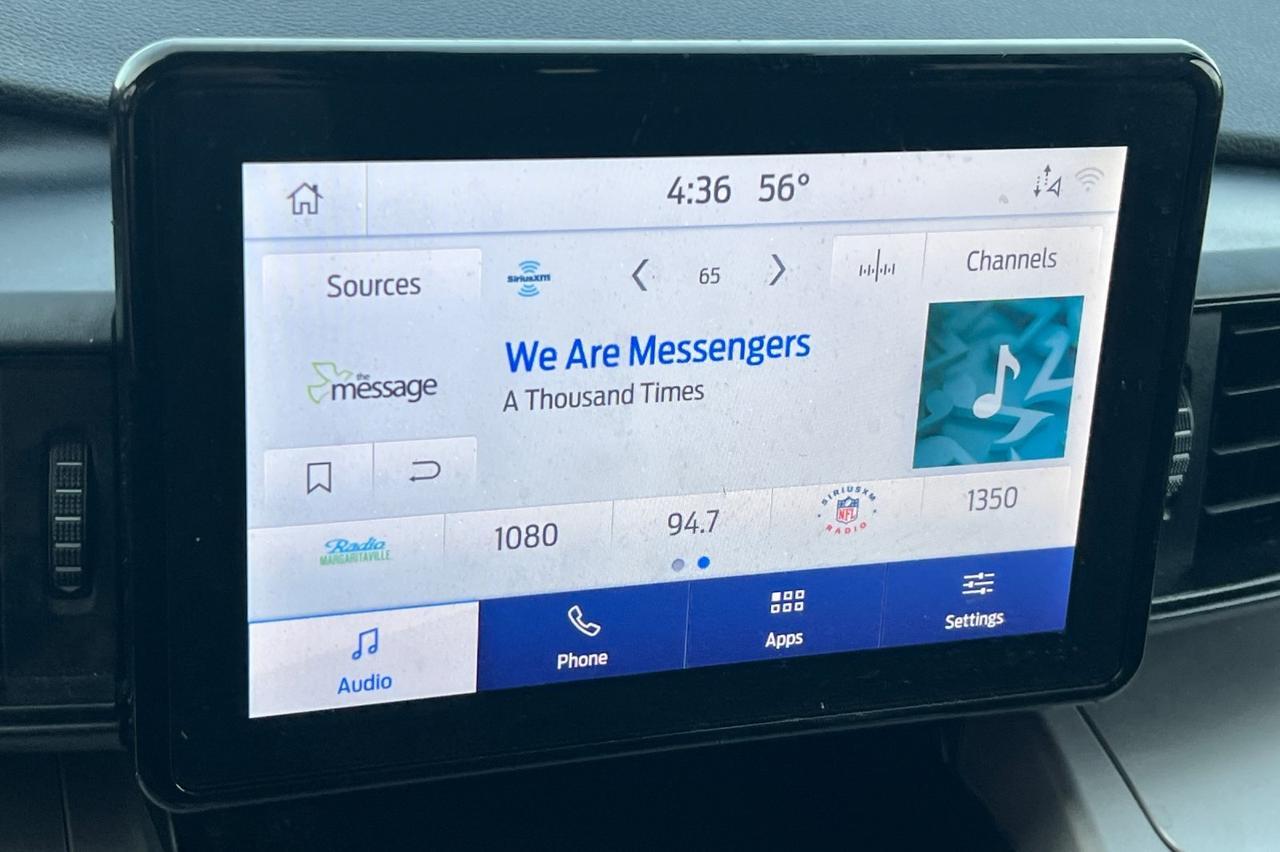 4:36 56°
Sources
SiriusXM
65
Channels
We Are Messengers
A Thousand Times
the message
Radio MARGARITAVILLE
1080
94.7
SIRIUSXM NFL RADIO
1350
Audio
Phone
Apps
Settings